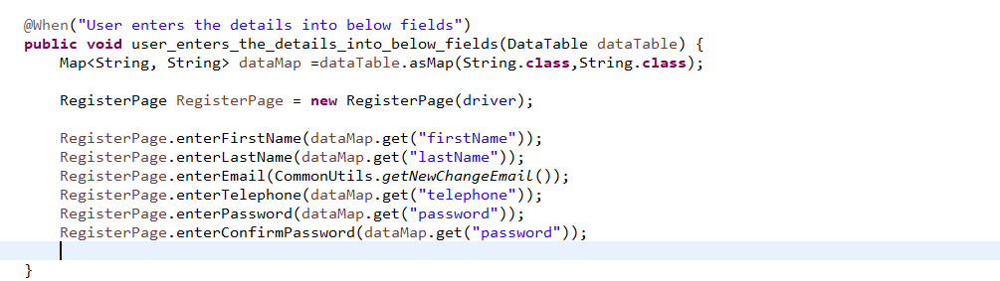 @When("User enters the details into below fields")
public void user_enters_the_details_into_below_fields(DataTable dataTable) {
Map<String, String> dataMap =dataTable.asMap(String.class,String.class);
RegisterPage RegisterPage = new RegisterPage(driver);
RegisterPage.enterFirstName(dataMap.get("firstName"));
RegisterPage.enterLastName(dataMap.get("lastName"));
RegisterPage.enterEmail(CommonUtils.getNewChangeEmail());
RegisterPage.enterTelephone(dataMap.get("telephone"));
RegisterPage.enterPassword(dataMap.get("password"));
RegisterPage.enterConfirmPassword(dataMap.get("password"));
}